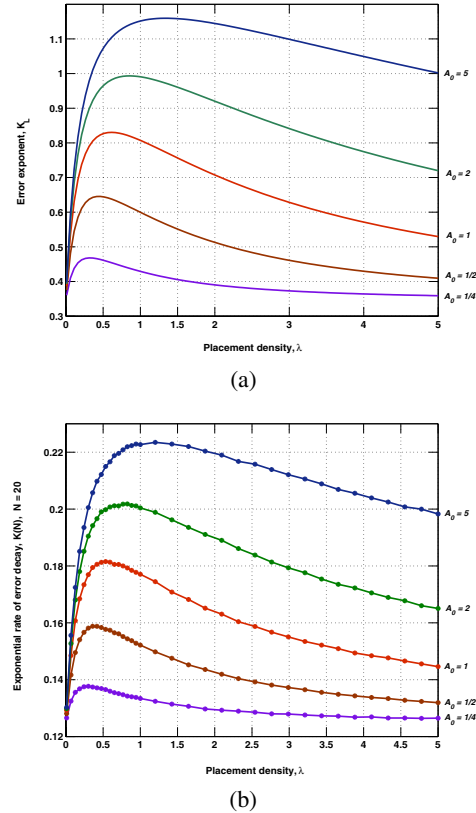 1.1
1
0.9
0.8
0.7
0.6
0.5
0.4
0.3
Error exponent, K_L
0 0.5 1 1.5 2 3 4 5
Placement density, λ
A_0 = 5
A_0 = 2
A_0 = 1
A_0 = 1/2
A_0 = 1/4
(a)
0.22
0.2
0.18
0.16
0.14
0.12
Exponential rate of error decay, K(N), N = 20
0 0.5 1 1.5 2 2.5 3 3.5 4 4.5 5
Placement density, λ
A_0 = 5
A_0 = 2
A_0 = 1
A_0 = 1/2
A_0 = 1/4
(b)